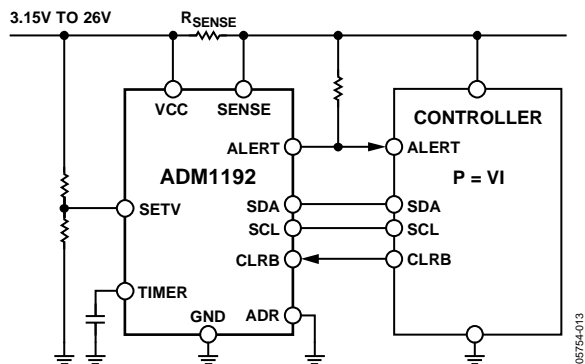 3.15V TO 26V
RSENSE
VCC
SENSE
CONTROLLER
ALERT
ALERT
ADM1192
P = VI
SETV
SDA
SDA
SCL
SCL
CLRB
CLRB
TIMER
GND
ADR
05754-013